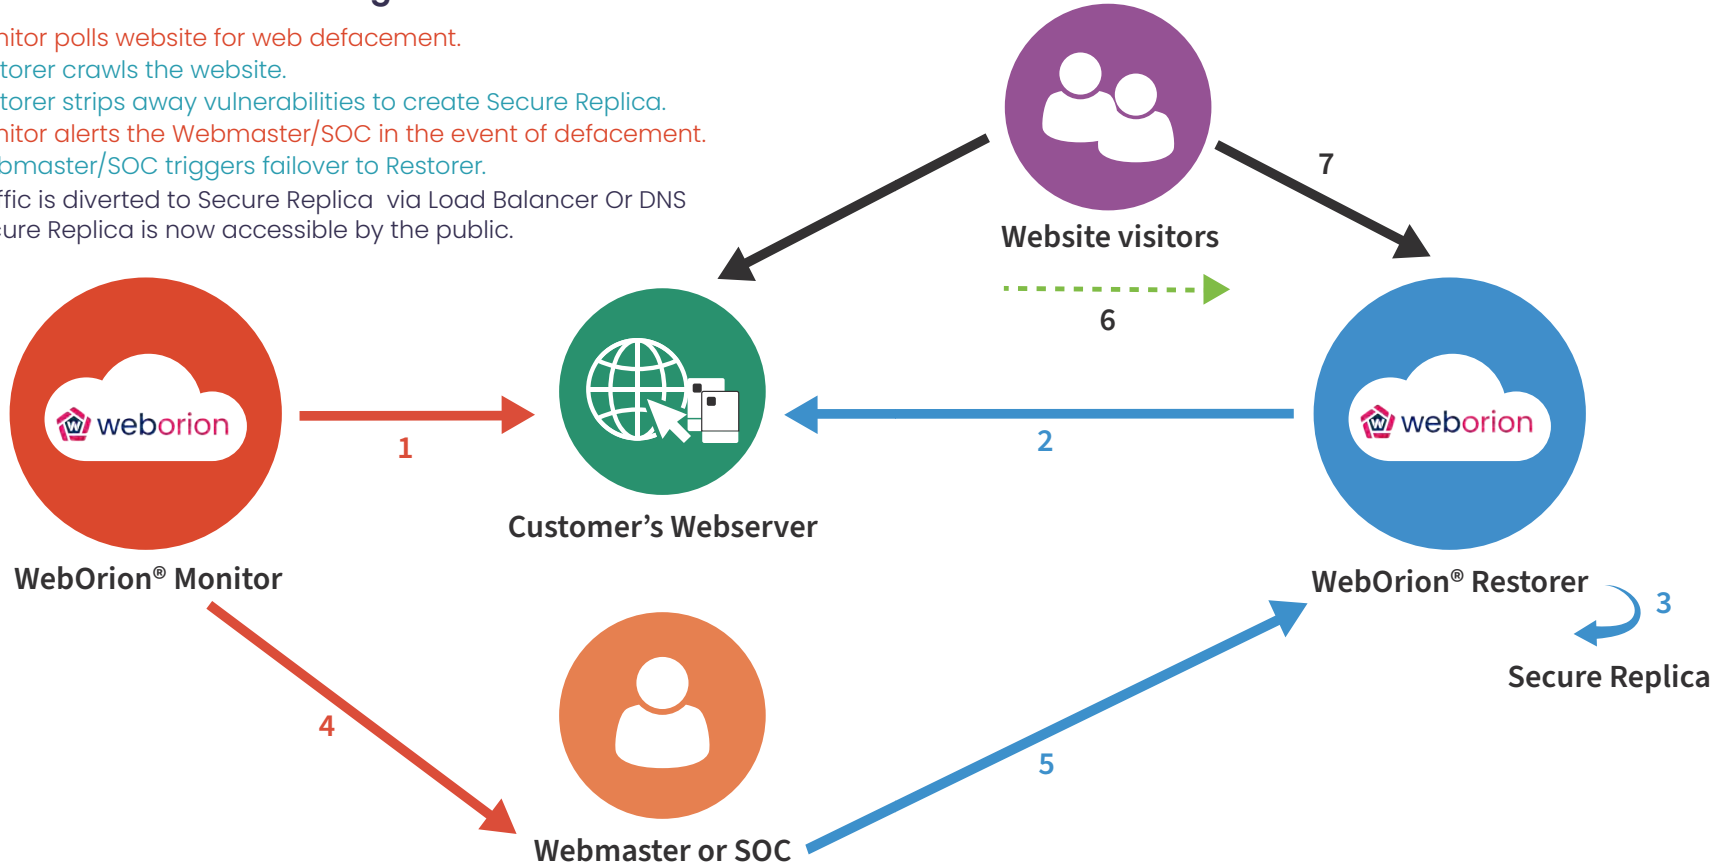 nitor polls website for web defacement.
torer crawls the website.
torer strips away vulnerabilities to create Secure Replica.
nitor alerts the Webmaster/SOC in the event of defacement.
bmaster/SOC triggers failover to Restorer.
ffic is diverted to Secure Replica via Load Balancer Or DNS
cure Replica is now accessible by the public.
7
Website visitors
6
weborion
1
2
weborion
Customer’s Webserver
WebOrion® Monitor
WebOrion® Restorer
3
Secure Replica
4
5
Webmaster or SOC